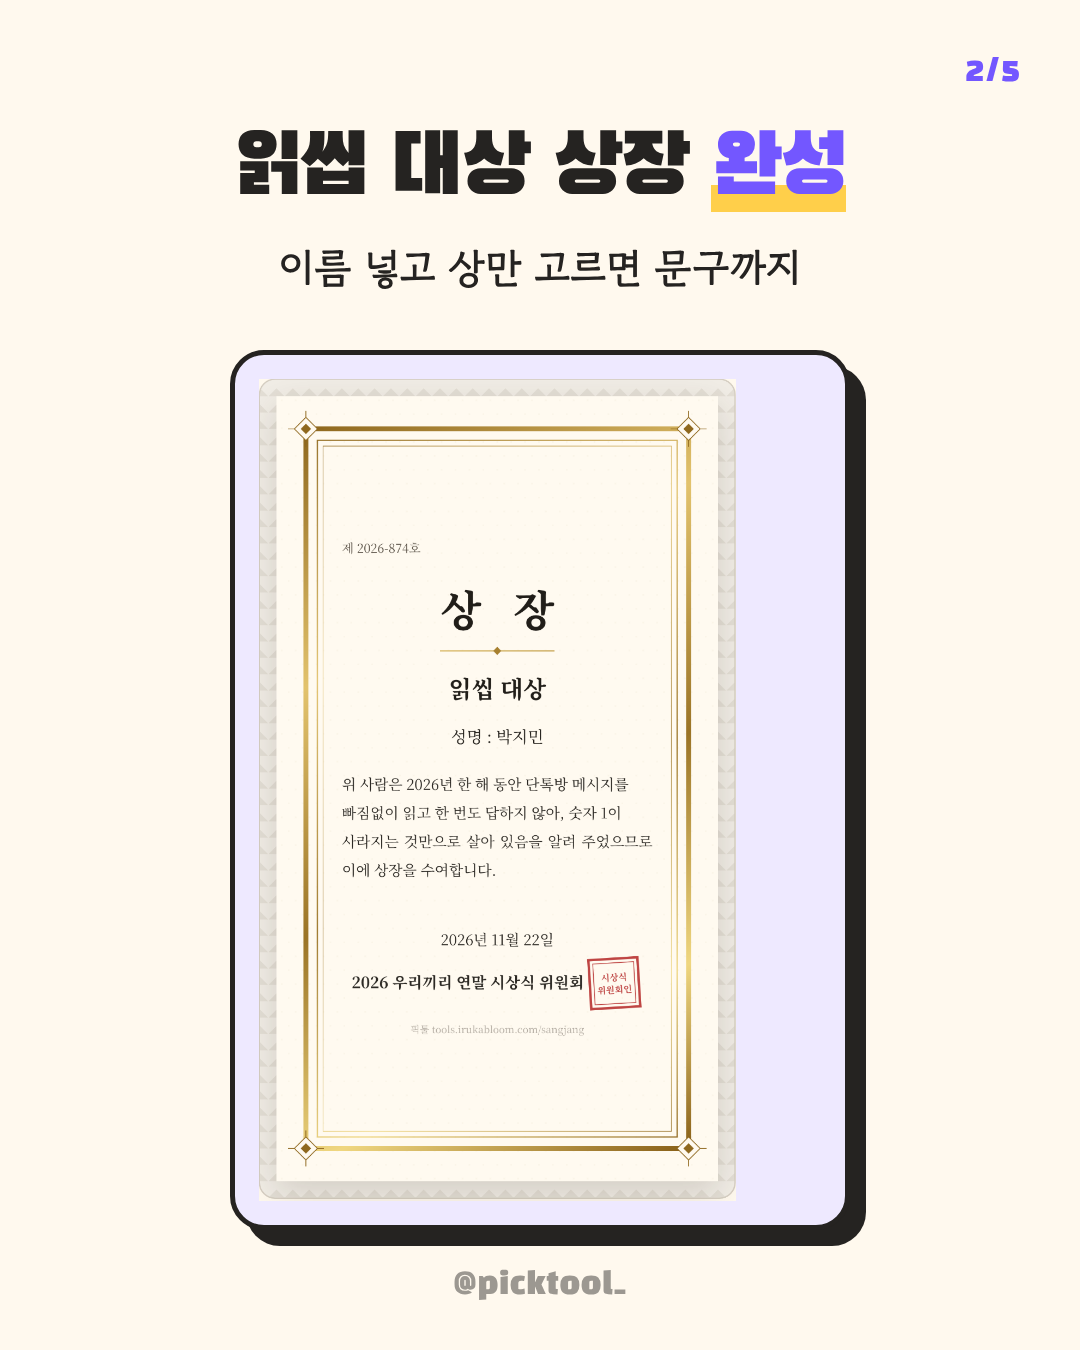 2/5
읽씹 대상 상장 완성
이름 넣고 상만 고르면 문구까지
제 2026-874호
상 장
읽씹 대상
성명 : 박지민
위 사람은 2026년 한 해 동안 단톡방 메시지를
빠짐없이 읽고 한 번도 답하지 않아, 숫자 1이
사라지는 것만으로 살아 있음을 알려 주었으므로
이에 상장을 수여합니다.
2026년 11월 22일
2026 우리끼리 연말 시상식 위원회
시상식
위원회인
픽툴 tools.irukabloom.com/sangjang
@picktool_